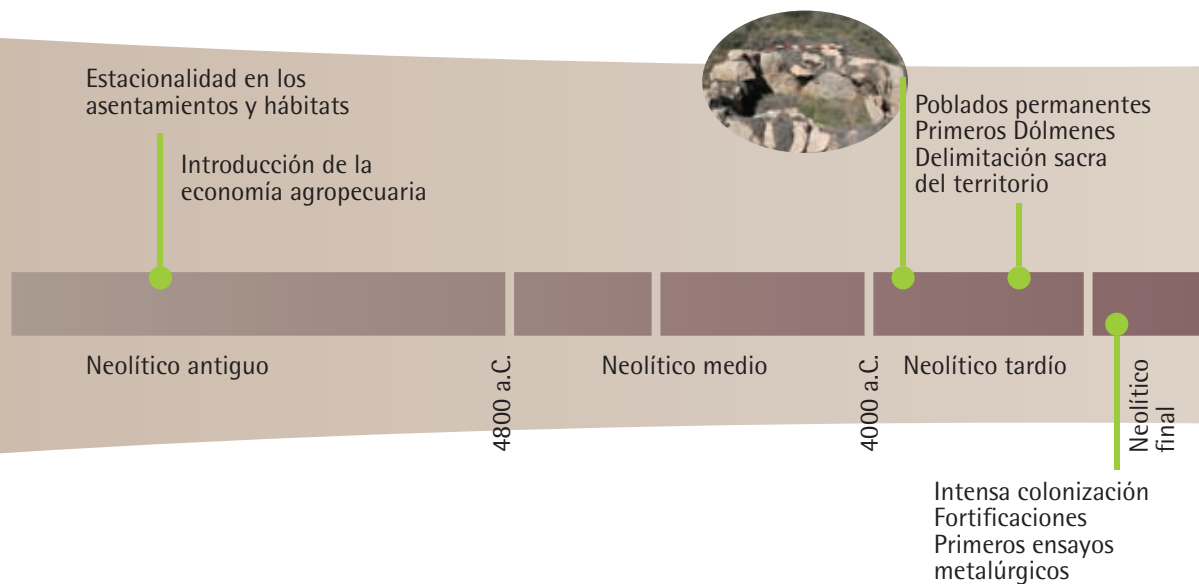 Estacionalidad en los
asentamientos y hábitats
Introducción de la
economía agropecuaria
Poblados permanentes
Primeros Dólmenes
Delimitación sacra
del territorio
Neolítico antiguo
4800 a.C.
Neolítico medio
4000 a.C.
Neolítico tardío
Neolítico
final
Intensa colonización
Fortificaciones
Primeros ensayos
metalúrgicos